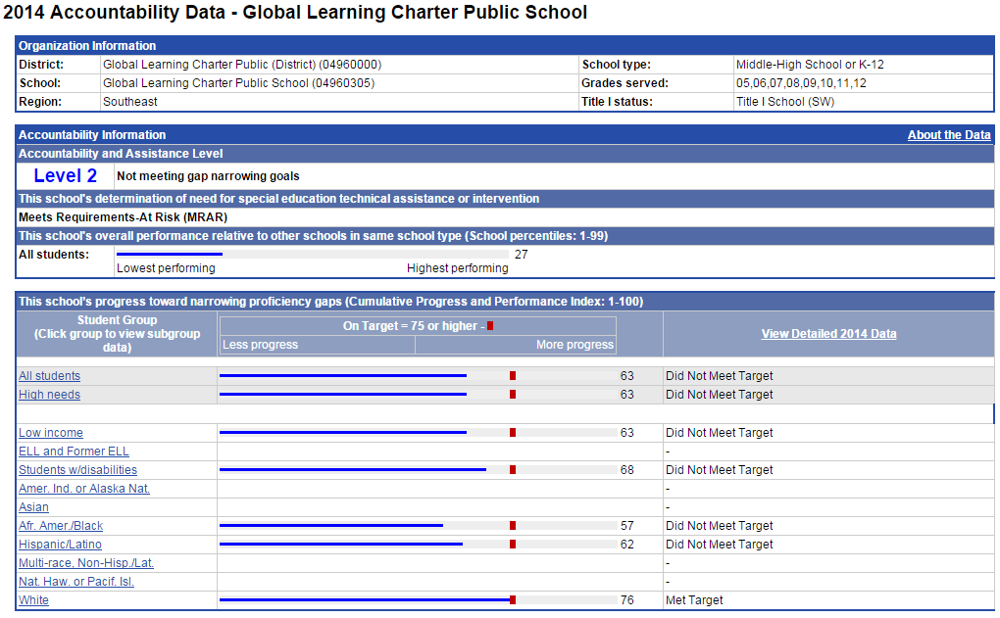 2014 Accountability Data - Global Learning Charter Public School
Organization Information
District: Global Learning Charter Public (District) (04960000) School type: Middle-High School or K-12
School: Global Learning Charter Public School (04960305) Grades served: 05,06,07,08,09,10,11,12
Region: Southeast Title I status: Title I School (SW)
Accountability Information About the Data
Accountability and Assistance Level
Level 2 Not meeting gap narrowing goals
This school's determination of need for special education technical assistance or intervention
Meets Requirements-At Risk (MRAR)
This school's overall performance relative to other schools in same school type (School percentiles: 1-99)
All students: 27
Lowest performing Highest performing
This school's progress toward narrowing proficiency gaps (Cumulative Progress and Performance Index: 1-100)
Student Group
(Click group to view subgroup
data)
On Target = 75 or higher -
Less progress More progress
View Detailed 2014 Data
All students 63 Did Not Meet Target
High needs 63 Did Not Meet Target
Low income 63 Did Not Meet Target
ELL and Former ELL -
Students w/disabilities 68 Did Not Meet Target
Amer. Ind. or Alaska Nat. -
Asian -
Afr. Amer./Black 57 Did Not Meet Target
Hispanic/Latino 62 Did Not Meet Target
Multi-race, Non-Hisp./Lat. -
Nat. Haw. or Pacif. Isl. -
White 76 Met Target